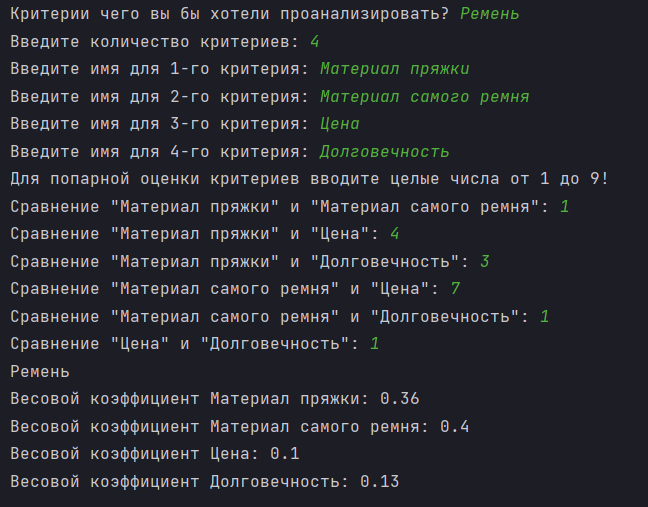 Критерии чего вы бы хотели проанализировать? Ремень
Введите количество критериев: 4
Введите имя для 1-го критерия: Материал пряжки
Введите имя для 2-го критерия: Материал самого ремня
Введите имя для 3-го критерия: Цена
Введите имя для 4-го критерия: Долговечность
Для попарной оценки критериев вводите целые числа от 1 до 9!
Сравнение "Материал пряжки" и "Материал самого ремня": 1
Сравнение "Материал пряжки" и "Цена": 4
Сравнение "Материал пряжки" и "Долговечность": 3
Сравнение "Материал самого ремня" и "Цена": 7
Сравнение "Материал самого ремня" и "Долговечность": 1
Сравнение "Цена" и "Долговечность": 1
Ремень
Весовой коэффициент Материал пряжки: 0.36
Весовой коэффициент Материал самого ремня: 0.4
Весовой коэффициент Цена: 0.1
Весовой коэффициент Долговечность: 0.13